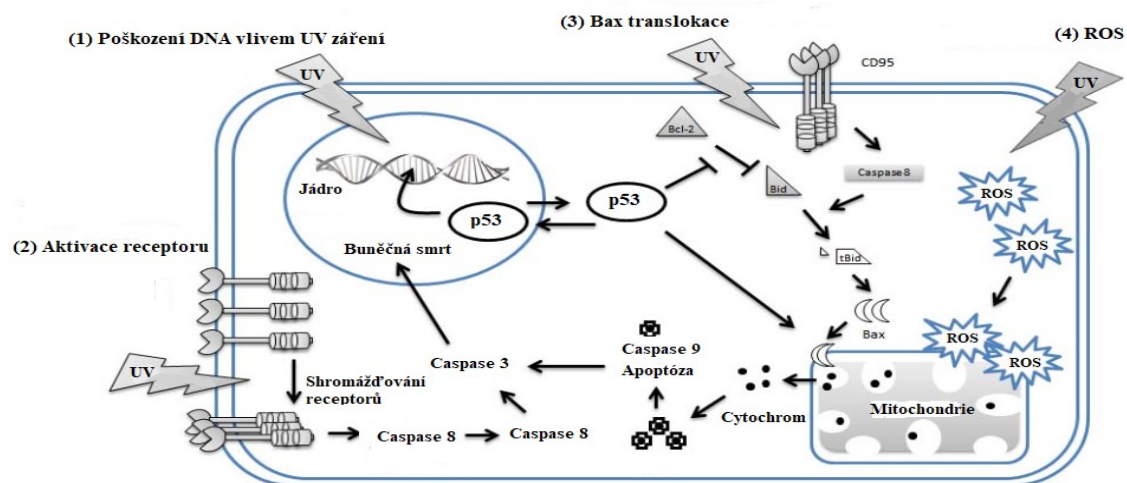 (3) Bax translokace
(1) Poškození DNA vlivem UV záření
(4) ROS
UV
UV
CD95
UV
Bcl-2
Caspase 8
Bid
Jádro
p53
p53
ROS
ROS
(2) Aktivace receptoru
Buněčná smrt
tBid
Bax
ROS
ROS
Caspase 9
Apoptóza
Caspase 3
UV
Shromážďování
receptorů
Mitochondrie
Cytochrom
Caspase 8
Caspase 8